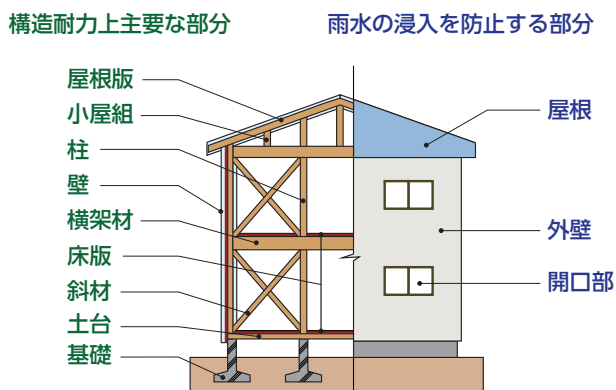 構造耐力上主要な部分
雨水の浸入を防止する部分
屋根版
小屋組
柱
壁
横架材
床版
斜材
土台
基礎
屋根
外壁
開口部